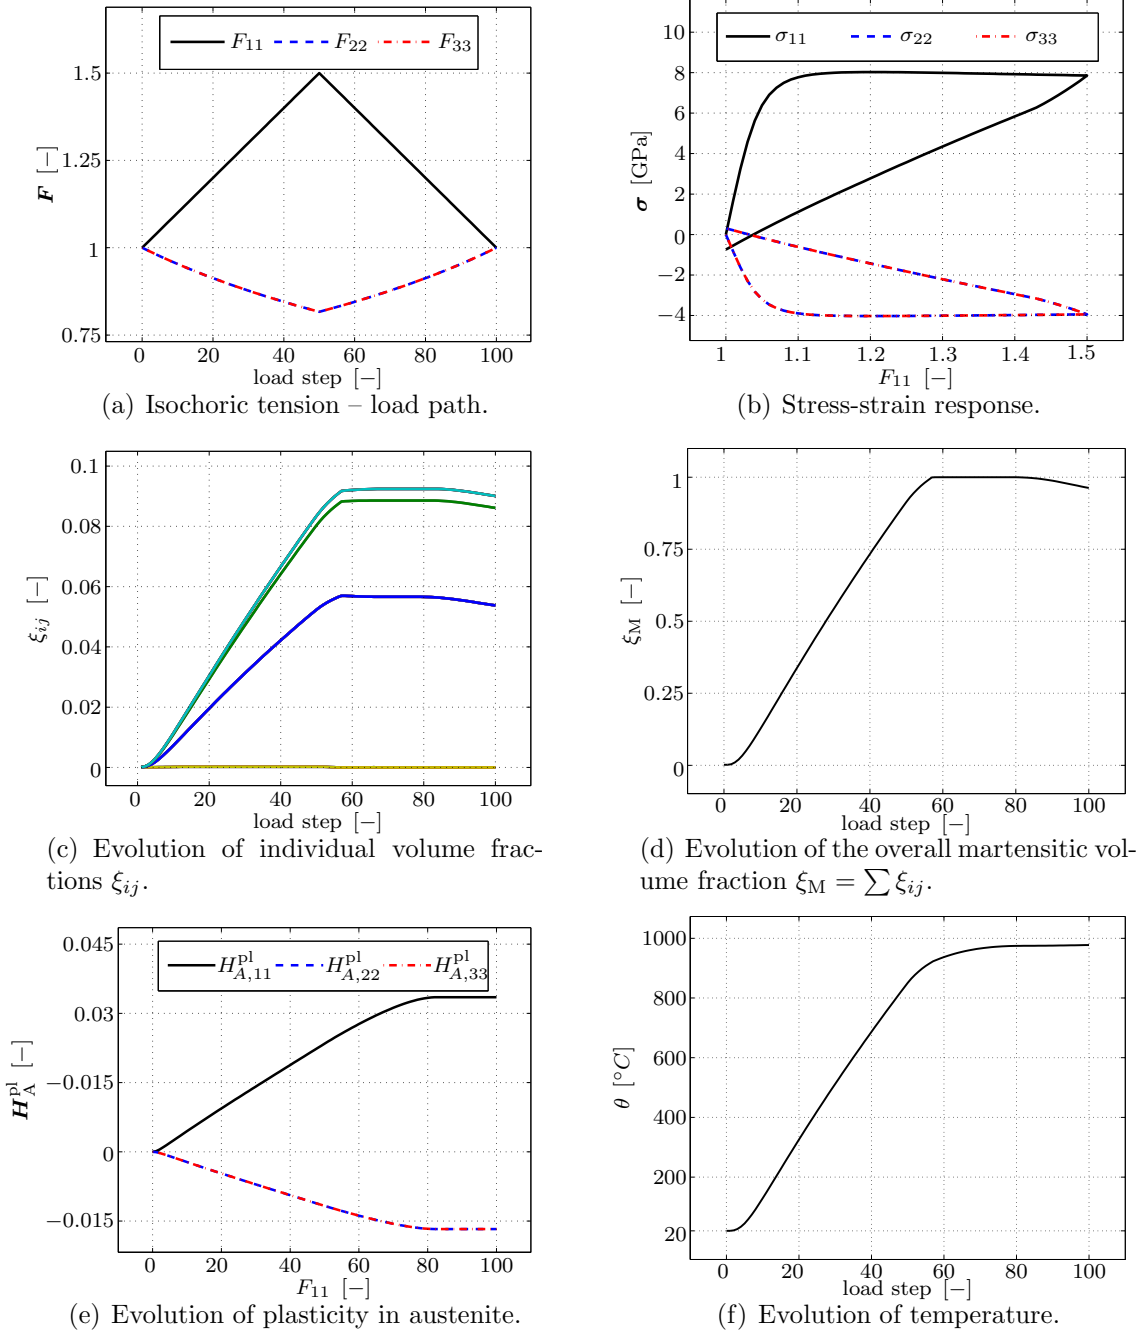 F11 F22 F33
1.5
1.25
1
0.75
F [−]
0 20 40 60 80 100
load step [−]
(a) Isochoric tension – load path.
σ11 σ22 σ33
10
8
6
4
2
0
−2
−4
σ [GPa]
1 1.1 1.2 1.3 1.4 1.5
F11 [−]
(b) Stress-strain response.
0.1
0.08
0.06
0.04
0.02
0
ξij [−]
0 20 40 60 80 100
load step [−]
(c) Evolution of individual volume frac-
tions ξij.
1
0.75
0.5
0.25
0
ξM [−]
0 20 40 60 80 100
load step [−]
(d) Evolution of the overall martensitic vol-
ume fraction ξM = ∑ ξij.
H^pl_A,11 H^pl_A,22 H^pl_A,33
0.045
0.03
−0.015
0
−0.015
H^pl_A [−]
0 20 40 60 80 100
F11 [−]
(e) Evolution of plasticity in austenite.
1000
800
600
400
200
20
θ [°C]
0 20 40 60 80 100
load step [−]
(f) Evolution of temperature.